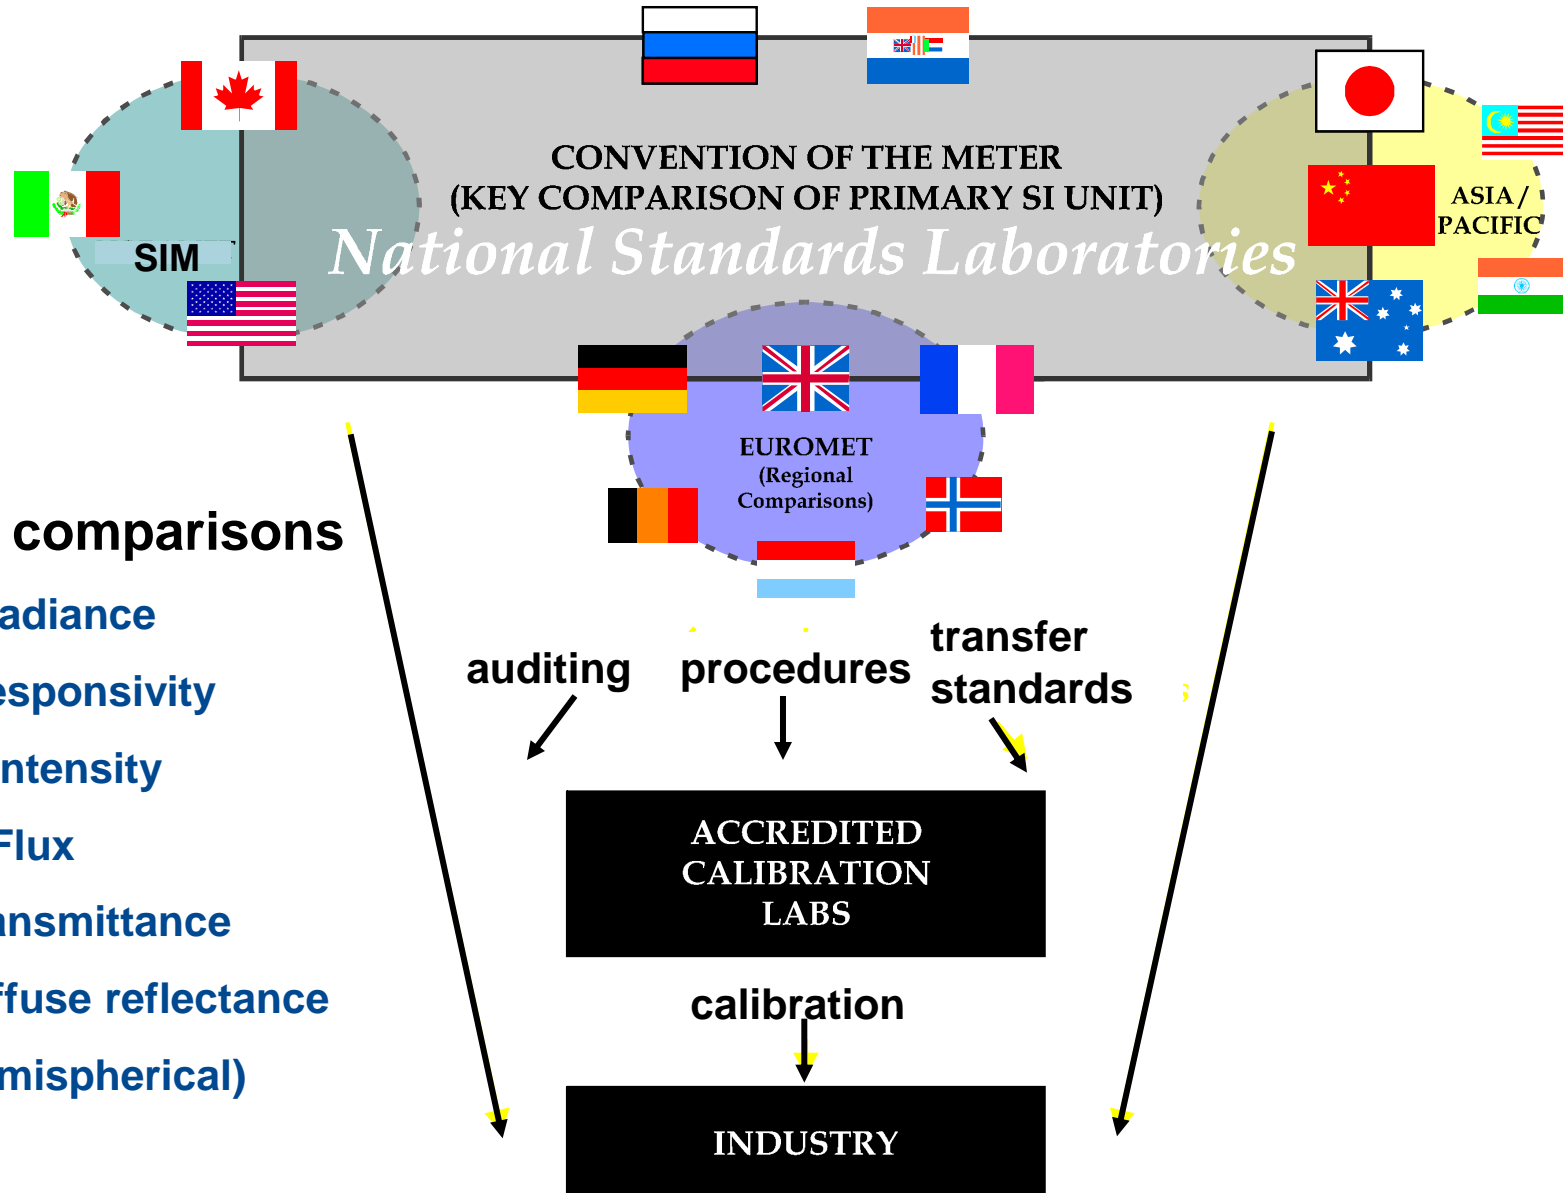 CONVENTION OF THE METER
(KEY COMPARISON OF PRIMARY SI UNIT)
National Standards Laboratories
SIM
ASIA /
PACIFIC
EUROMET
(Regional
Comparisons)
comparisons
adiance
esponsivity
ntensity
Flux
ansmittance
ffuse reflectance
mispherical)
auditing
procedures
transfer
standards
s
ACCREDITED
CALIBRATION
LABS
calibration
INDUSTRY